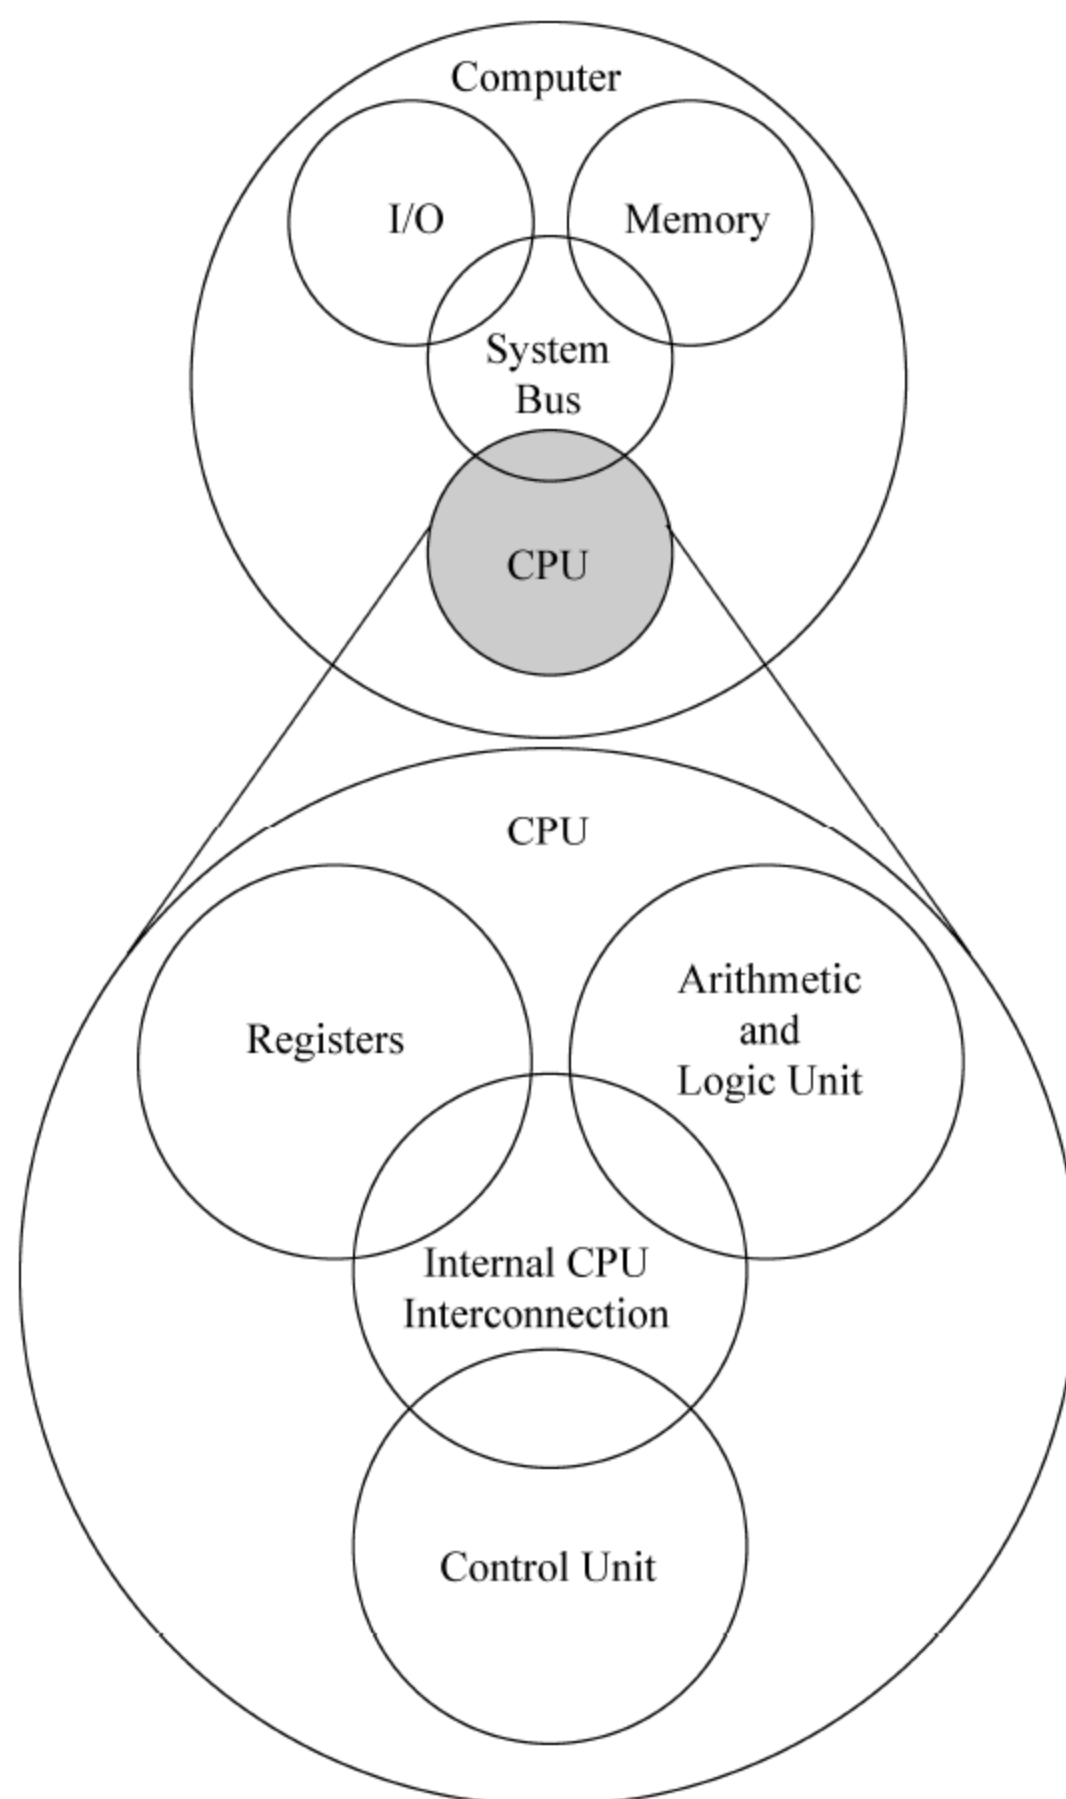 Computer
I/O
Memory
System
Bus
CPU
CPU
Registers
Arithmetic
and
Logic Unit
Internal CPU
Interconnection
Control Unit